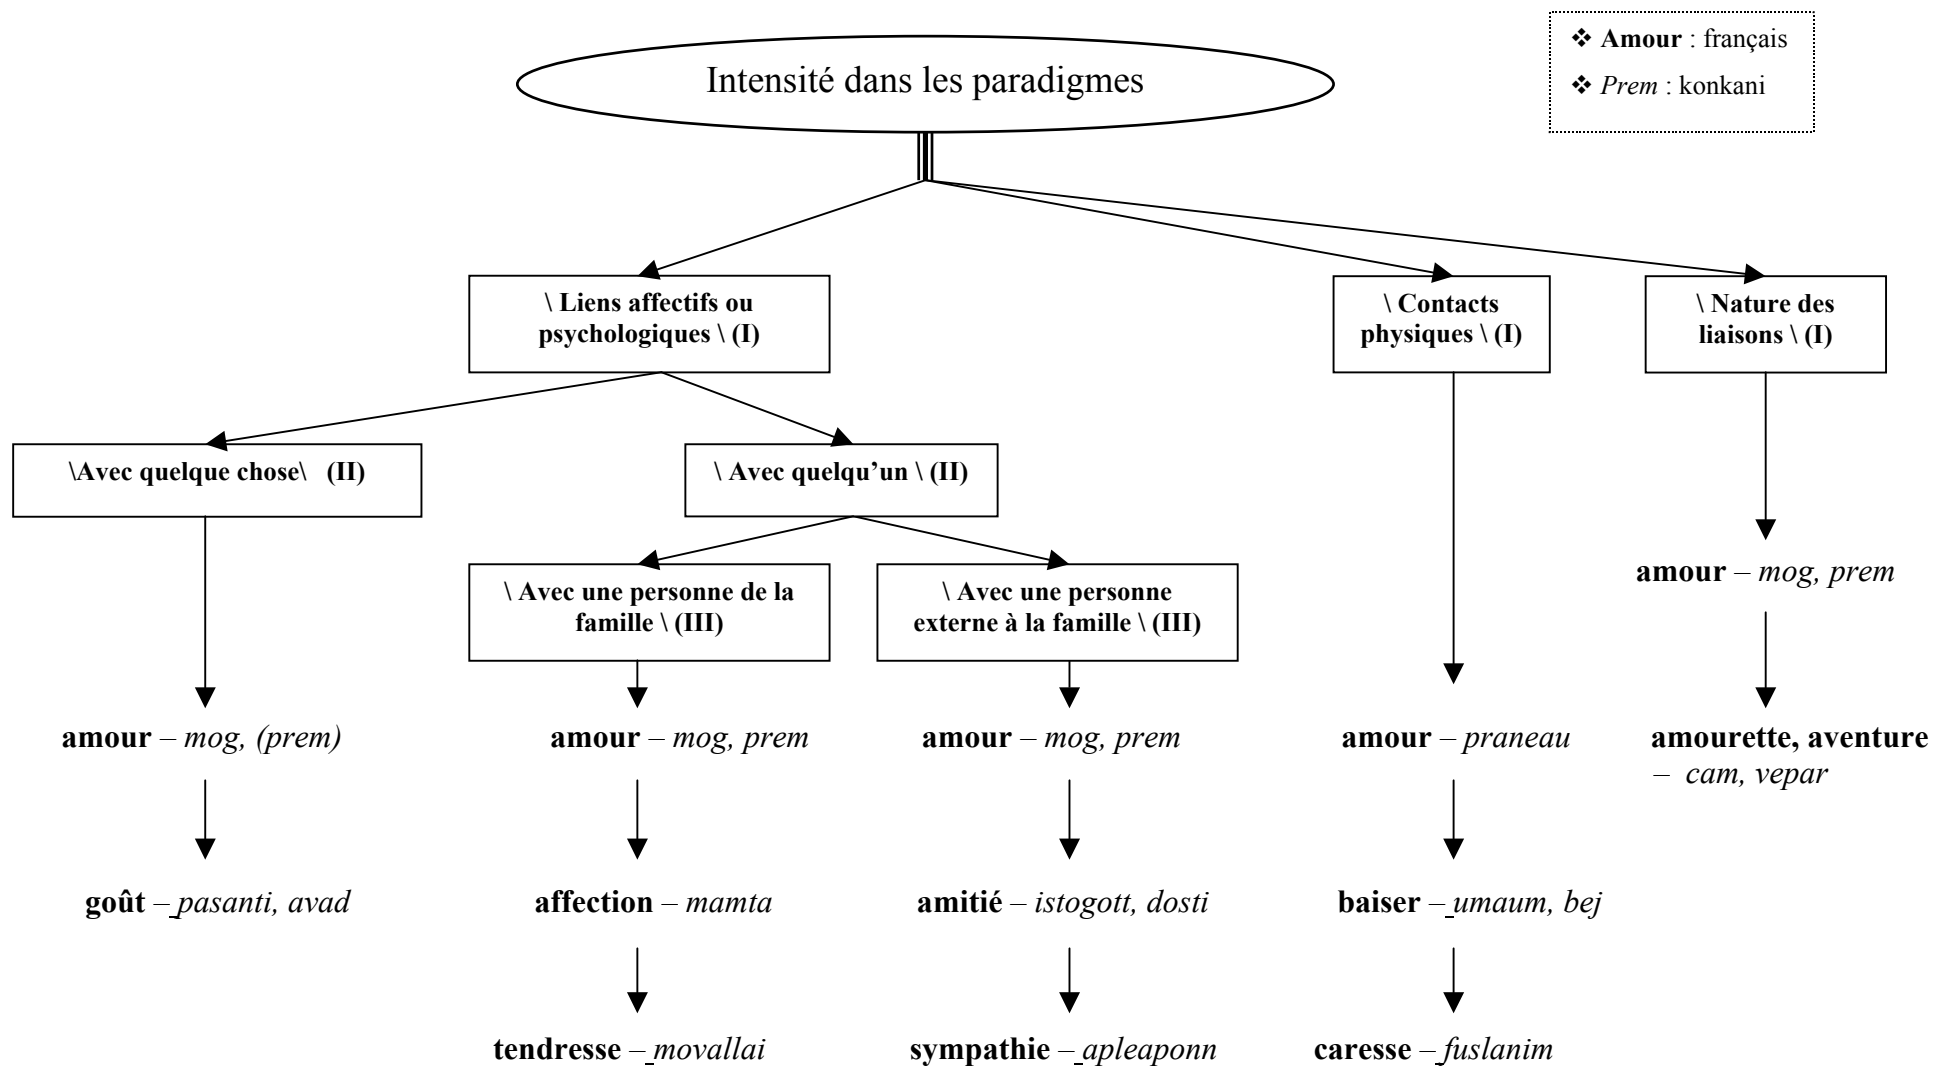 Intensité dans les paradigmes
❖ Amour : français
❖ Prem : konkani
\ Liens affectifs ou
psychologiques \ (I)
\ Contacts
physiques \ (I)
\ Nature des
liaisons \ (I)
\Avec quelque chose\ (II)
\ Avec quelqu’un \ (II)
\ Avec une personne de la
famille \ (III)
\ Avec une personne
externe à la famille \ (III)
amour – mog, prem
amour – mog, (prem)
amour – mog, prem
amour – mog, prem
amour – praneau
amourette, aventure
– cam, vepar
goût – pasanti, avad
affection – mamta
amitié – istogott, dosti
baiser – umaum, bej
tendresse – movallai
sympathie – apleaponn
caresse – fuslanim